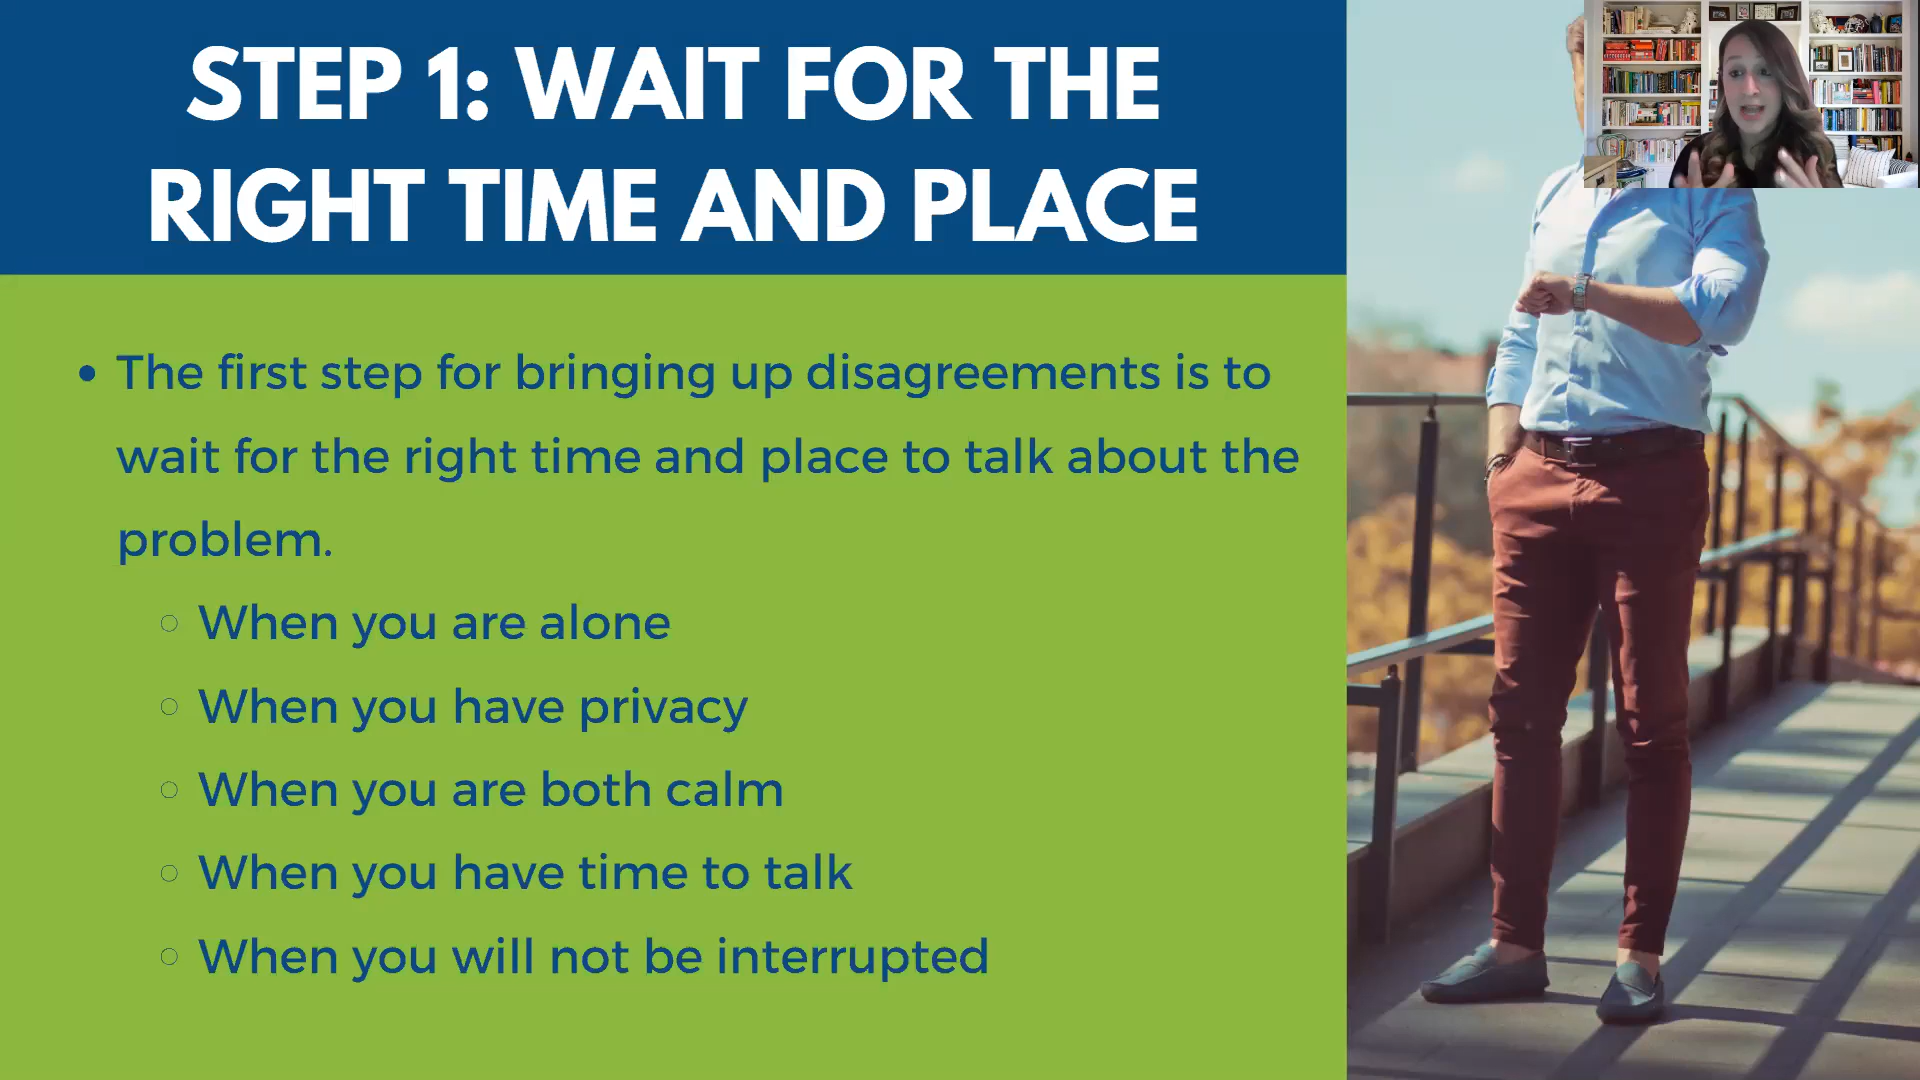 STEP 1: WAIT FOR THE
RIGHT TIME AND PLACE
• The first step for bringing up disagreements is to
wait for the right time and place to talk about the
problem.
○ When you are alone
○ When you have privacy
○ When you are both calm
○ When you have time to talk
○ When you will not be interrupted